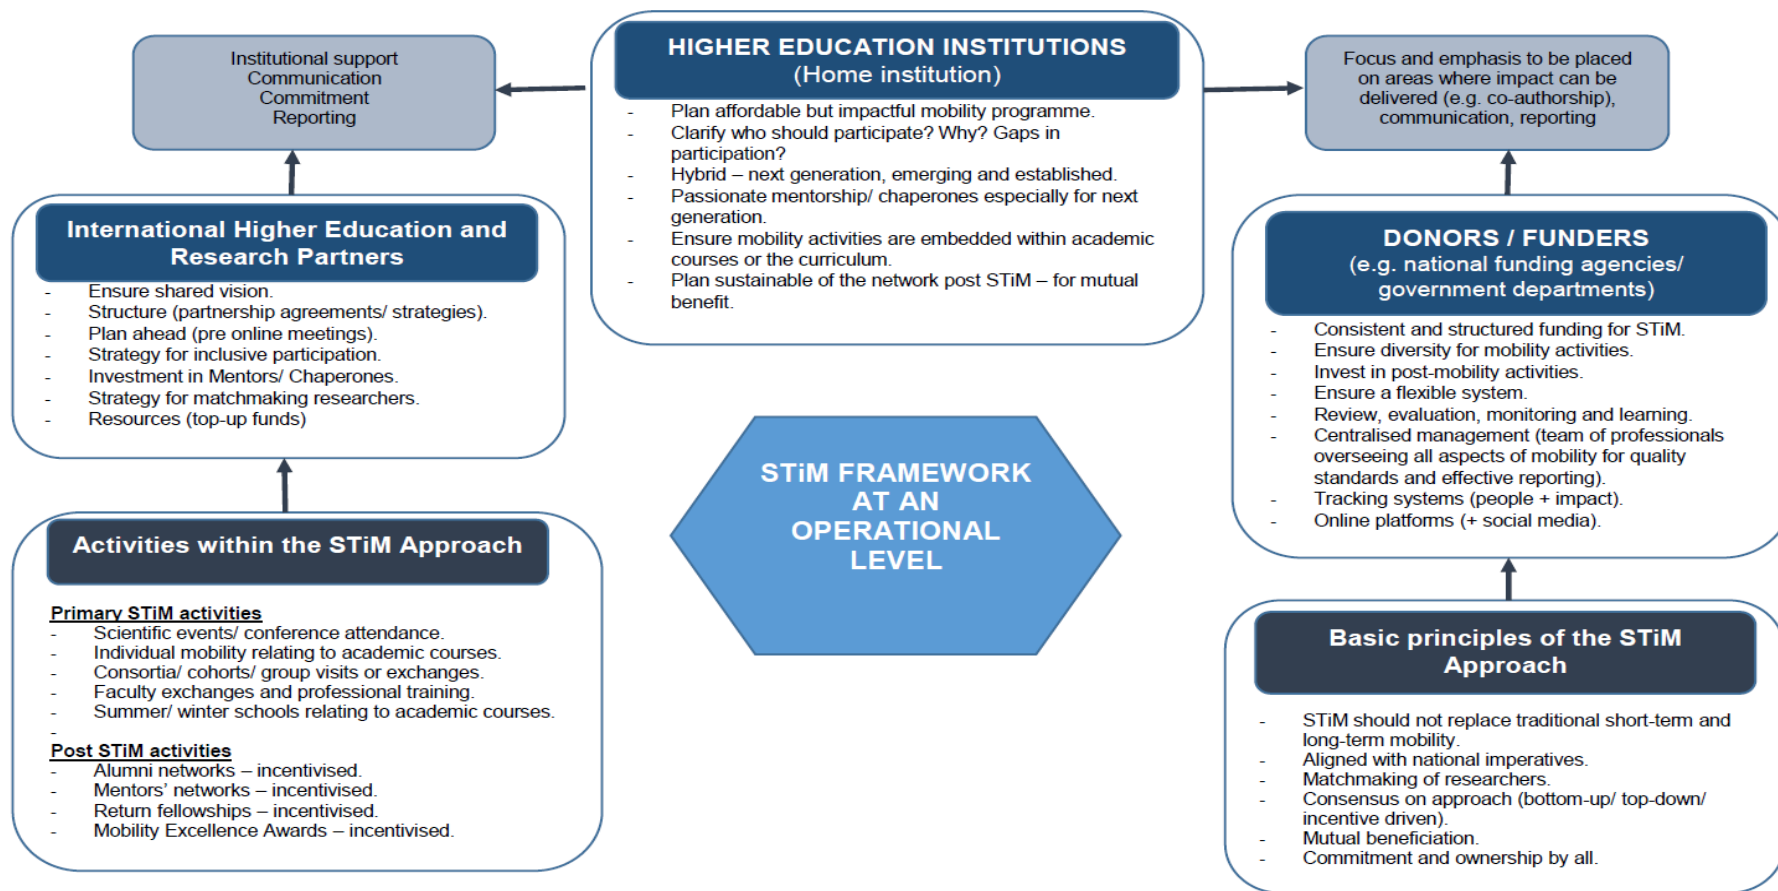 Institutional support
Communication
Commitment
Reporting
HIGHER EDUCATION INSTITUTIONS
(Home institution)
- Plan affordable but impactful mobility programme.
- Clarify who should participate? Why? Gaps in
participation?
- Hybrid – next generation, emerging and established.
- Passionate mentorship/ chaperones especially for next
generation.
- Ensure mobility activities are embedded within academic
courses or the curriculum.
- Plan sustainable of the network post STiM – for mutual
benefit.
Focus and emphasis to be placed
on areas where impact can be
delivered (e.g. co-authorship),
communication, reporting
International Higher Education and
Research Partners
- Ensure shared vision.
- Structure (partnership agreements/ strategies).
- Plan ahead (pre online meetings).
- Strategy for inclusive participation.
- Investment in Mentors/ Chaperones.
- Strategy for matchmaking researchers.
- Resources (top-up funds)
DONORS / FUNDERS
(e.g. national funding agencies/
government departments)
- Consistent and structured funding for STiM.
- Ensure diversity for mobility activities.
- Invest in post-mobility activities.
- Ensure a flexible system.
- Review, evaluation, monitoring and learning.
- Centralised management (team of professionals
overseeing all aspects of mobility for quality
standards and effective reporting).
- Tracking systems (people + impact).
- Online platforms (+ social media).
STiM FRAMEWORK
AT AN
OPERATIONAL
LEVEL
Activities within the STiM Approach
Primary STiM activities
- Scientific events/ conference attendance.
- Individual mobility relating to academic courses.
- Consortia/ cohorts/ group visits or exchanges.
- Faculty exchanges and professional training.
- Summer/ winter schools relating to academic courses.
-
Post STiM activities
- Alumni networks – incentivised.
- Mentors’ networks – incentivised.
- Return fellowships – incentivised.
- Mobility Excellence Awards – incentivised.
Basic principles of the STiM
Approach
- STiM should not replace traditional short-term and
long-term mobility.
- Aligned with national imperatives.
- Matchmaking of researchers.
- Consensus on approach (bottom-up/ top-down/
incentive driven).
- Mutual beneficiation.
- Commitment and ownership by all.